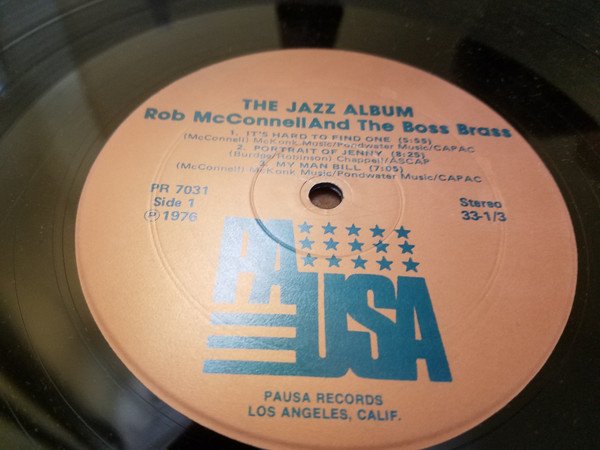 THE JAZZ ALBUM
Rob McConnell And The Boss Brass
1. IT'S HARD TO FIND ONE (5:55)
(McConnell) McKonk Music/Pondwater Music/CAPAC
2. PORTRAIT OF JENNY (8:25)
(Burdge/Robinson) Chappell/ASCAP
3. MY MAN BILL (7:05)
(McConnell) McKonk Music/Pondwater Music/CAPAC
PR 7031
Side 1
Ⓟ 1976
Stereo
33-1/3
PAUSA
PAUSA RECORDS
LOS ANGELES, CALIF.